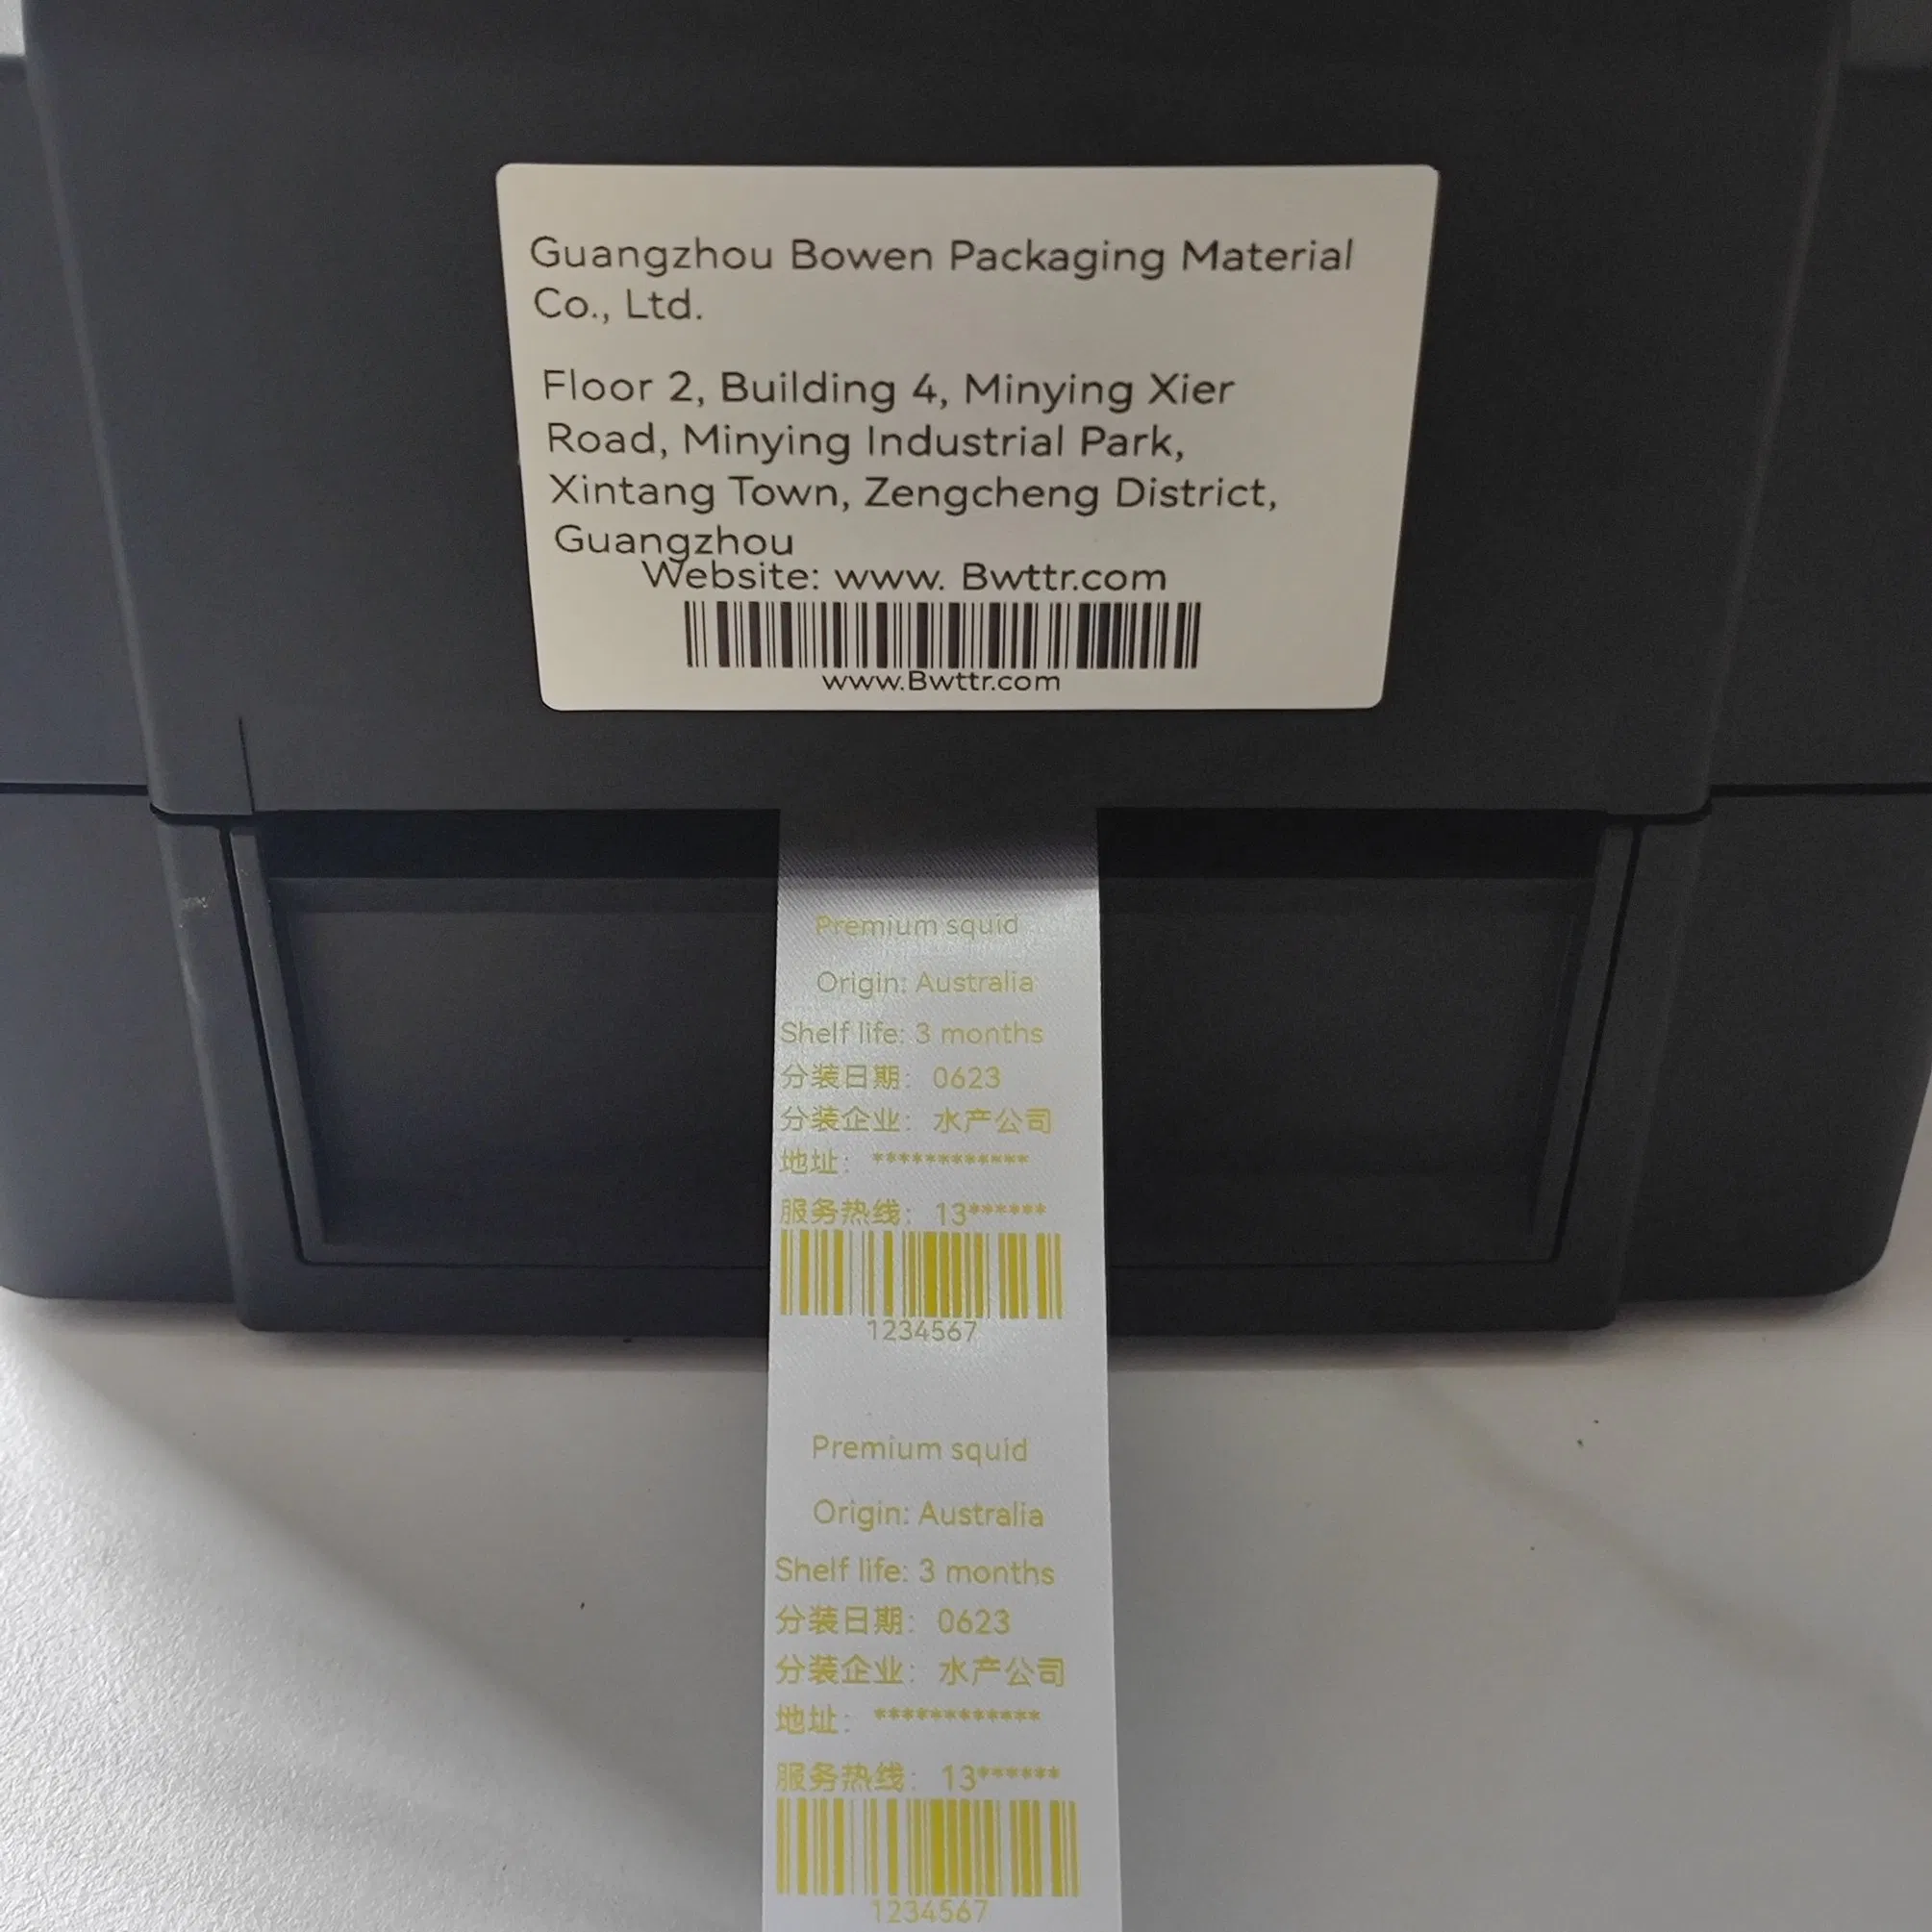 Guangzhou Bowen Packaging Material
Co., Ltd.
Floor 2, Building 4, Minying Xier
Road, Minying Industrial Park,
Xintang Town, Zengcheng District,
Guangzhou
Website: www. Bwttr.com
www.Bwttr.com
Premium squid
Origin: Australia
Shelf life: 3 months
分装日期: 0623
分装企业: 水产公司
地址: ************
服务热线: 13******
1234567
Premium squid
Origin: Australia
Shelf life: 3 months
分装日期: 0623
分装企业: 水产公司
地址: ************
服务热线: 13******
1234567